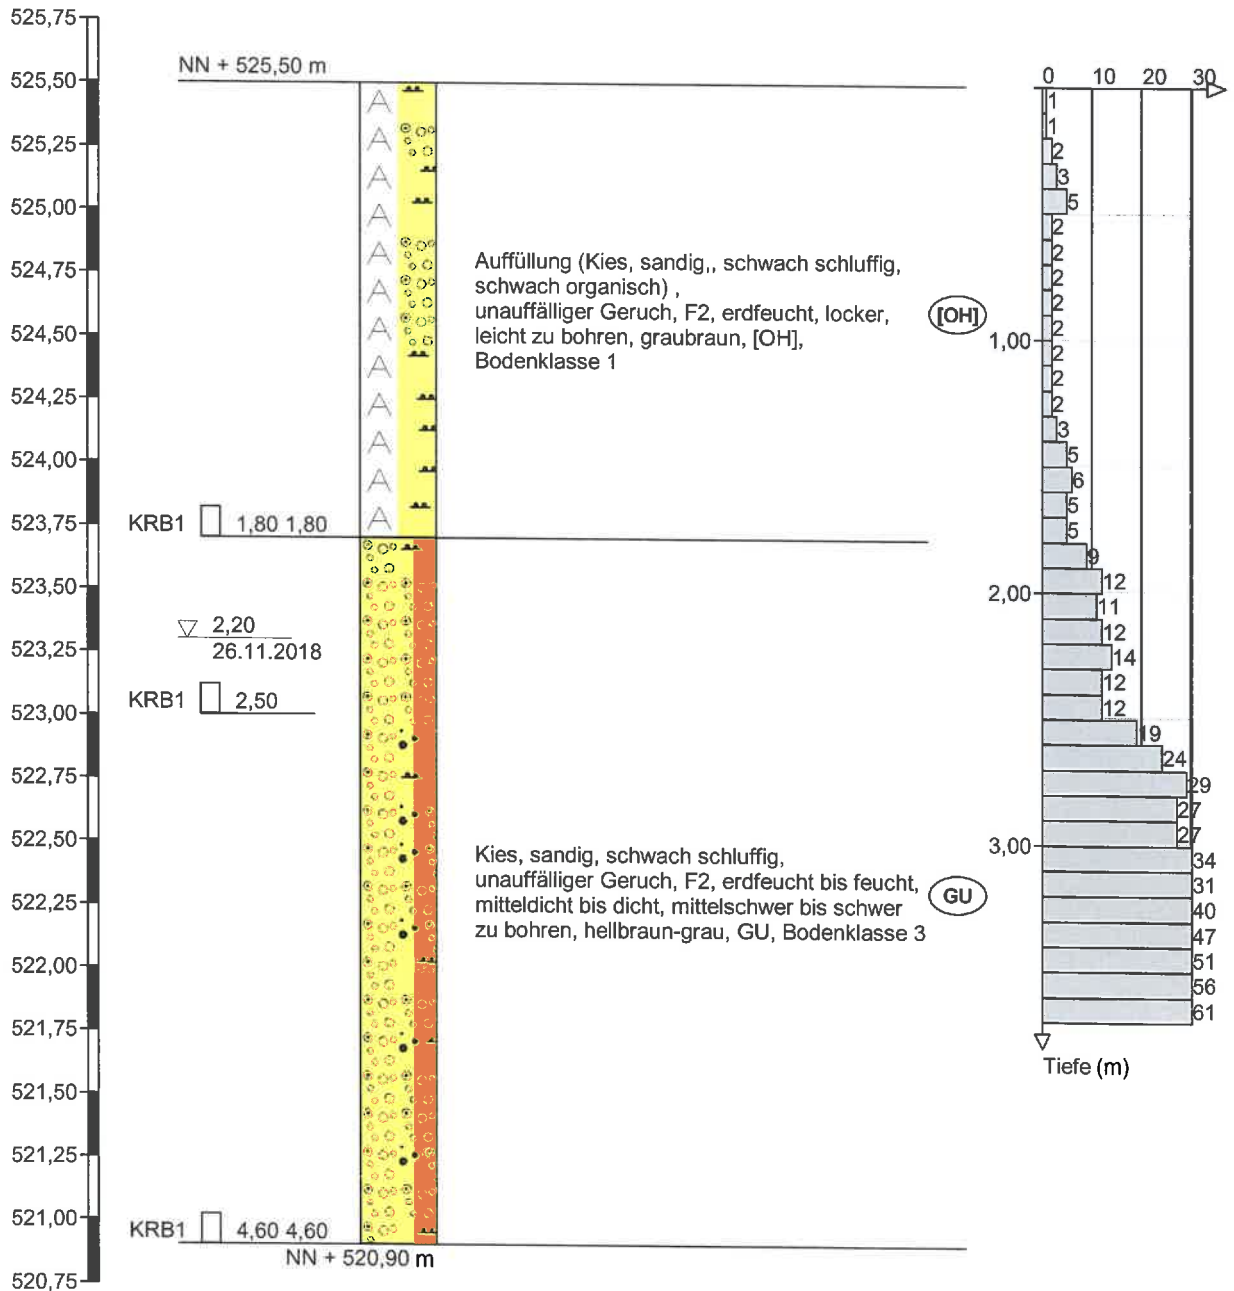 525,75
525,50
525,25
525,00
524,75
524,50
524,25
524,00
523,75
523,50
523,25
523,00
522,75
522,50
522,25
522,00
521,75
521,50
521,25
521,00
520,75
NN + 525,50 m
A
A
A
A
A
A
A
A
A
A
A
A
KRB1 1,80 1,80
2,20
26.11.2018
KRB1 2,50
KRB1 4,60 4,60
NN + 520,90 m
Auffüllung (Kies, sandig,, schwach schluffig,
schwach organisch) ,
unauffälliger Geruch, F2, erdfeucht, locker,
leicht zu bohren, graubraun, [OH],
Bodenklasse 1
[OH]
Kies, sandig, schwach schluffig,
unauffälliger Geruch, F2, erdfeucht bis feucht,
mitteldicht bis dicht, mittelschwer bis schwer
zu bohren, hellbraun-grau, GU, Bodenklasse 3
GU
0 10 20 30
1
1
2
3
5
2
2
2
2
1,00 2
2
2
2
3
5
6
5
5
9
2,00 12
11
12
14
12
12
19
24
29
27
3,00 27
34
31
40
47
51
56
61
Tiefe (m)